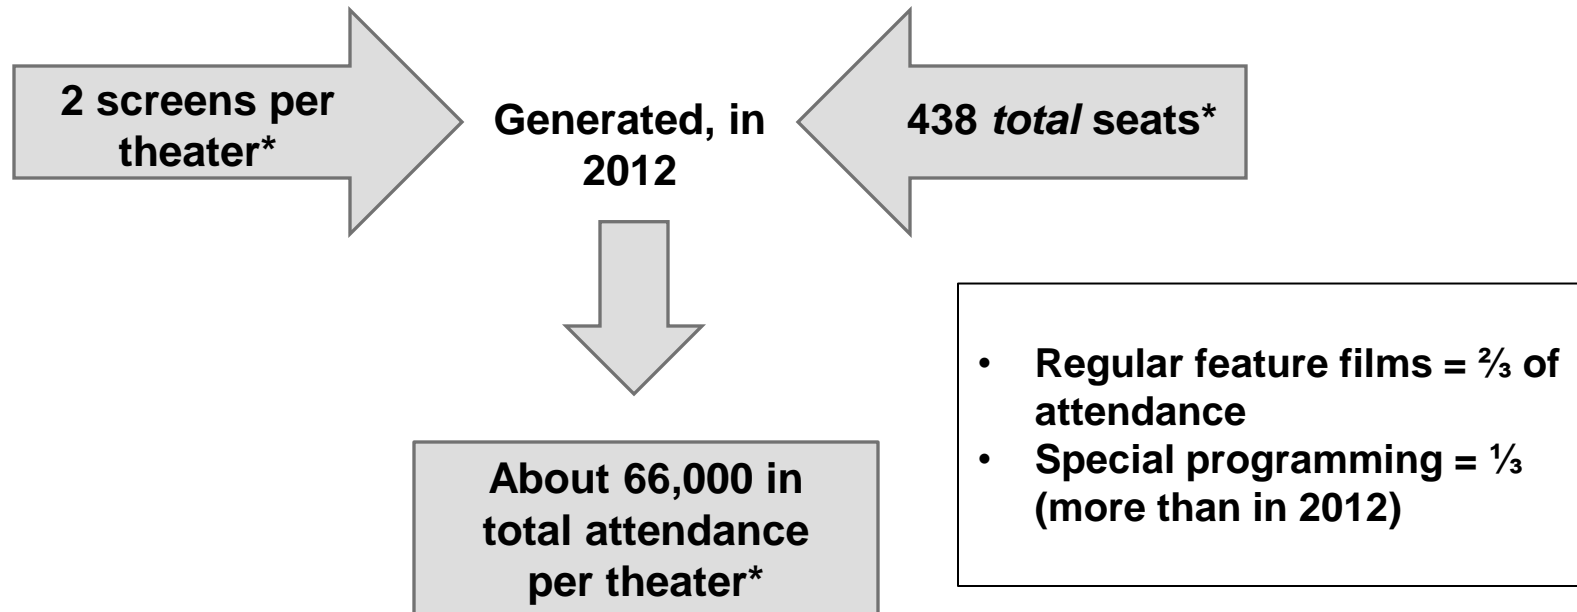 2 screens per
theater*
Generated, in
2012
438 total seats*
About 66,000 in
total attendance
per theater*
• Regular feature films = ⅔ of
attendance
• Special programming = ⅓
(more than in 2012)